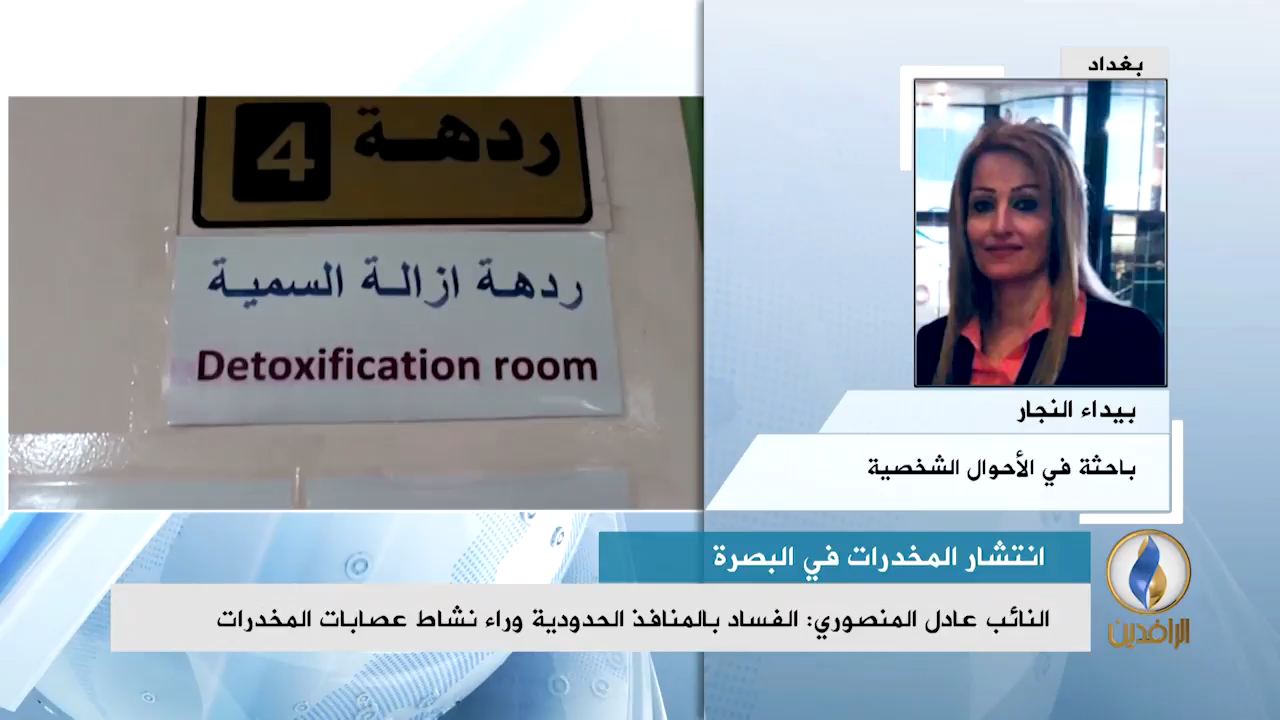 بغداد
ردهة 4
ردهة ازالة السمية
Detoxification room
بيداء النجار
باحثة في الأحوال الشخصية
انتشار المخدرات في البصرة
النائب عادل المنصوري: الفساد بالمنافذ الحدودية وراء نشاط عصابات المخدرات
الرافدين